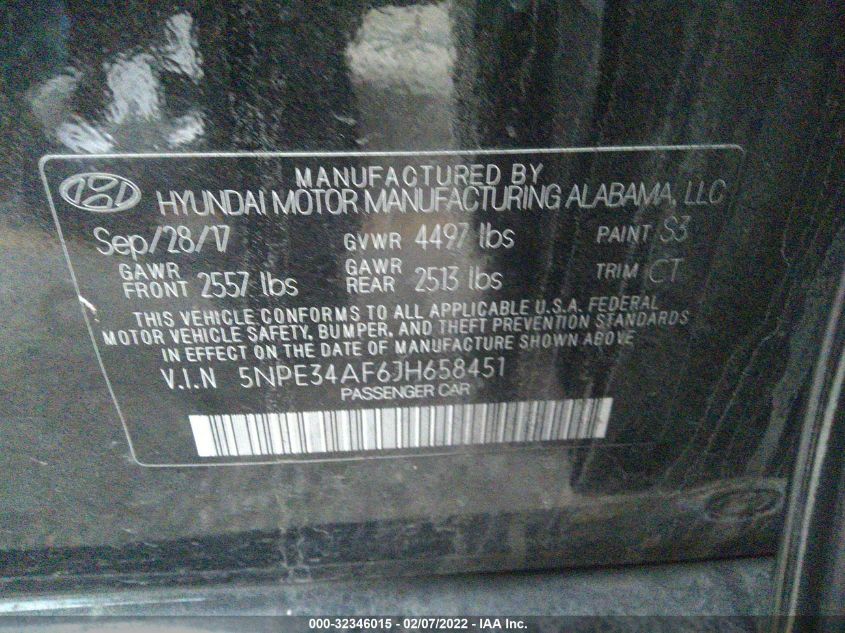 MANUFACTURED BY
HYUNDAI MOTOR MANUFACTURING ALABAMA, LLC
Sep/28/17 GVWR 4497 lbs PAINT S3
GAWR FRONT 2557 lbs GAWR REAR 2513 lbs TRIM CT
THIS VEHICLE CONFORMS TO ALL APPLICABLE U.S.A. FEDERAL
MOTOR VEHICLE SAFETY, BUMPER, AND THEFT PREVENTION STANDARDS
IN EFFECT ON THE DATE OF MANUFACTURE SHOWN ABOVE
V.I.N 5NPE34AF6JH658451
PASSENGER CAR
000-32346015 - 02/07/2022 - IAA Inc.